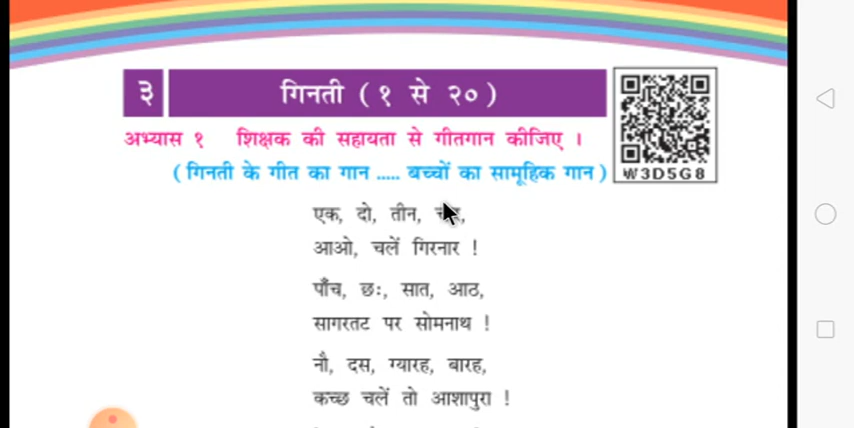 ३ गिनती ( १ से २० )
अभ्यास १ शिक्षक की सहायता से गीतगान कीजिए ।
( गिनती के गीत का गान ..... बच्चों का सामूहिक गान )
W3D5G8
एक, दो, तीन,
आओ, चलें गिरनार !
पाँच, छः, सात, आठ,
सागरतट पर सोमनाथ !
नौ, दस, ग्यारह, बारह,
कच्छ चलें तो आशापुरा !